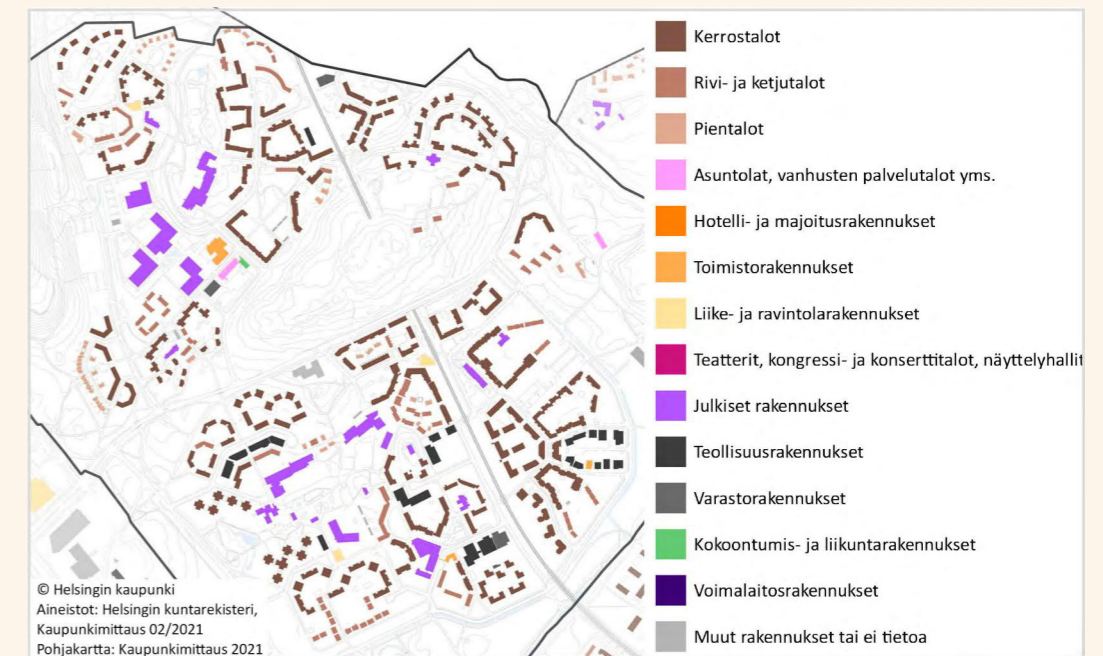 Kerrostalot
Rivi- ja ketjutalot
Pientalot
Asuntolat, vanhusten palvelutalot yms.
Hotelli- ja majoitusrakennukset
Toimistorakennukset
Liike- ja ravintolarakennukset
Teatterit, kongressi- ja konserttitalot, näyttelyhallit
Julkiset rakennukset
Teollisuusrakennukset
Varastorakennukset
Kokoontumis- ja liikuntarakennukset
Voimalaitosrakennukset
Muut rakennukset tai ei tietoa
© Helsingin kaupunki
Aineistot: Helsingin kuntarekisteri,
Kaupunkimittaus 02/2021
Pohjakartta: Kaupunkimittaus 2021